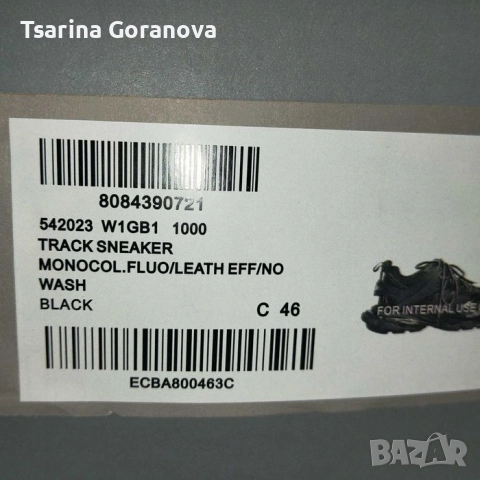 Tsarina Goranova
8084390721
542023 W1GB1 1000
TRACK SNEAKER
MONOCOL.FLUO/LEATH EFF/NO
WASH
BLACK C 46
FOR INTERNAL USE
ECBA800463C
BAZAR